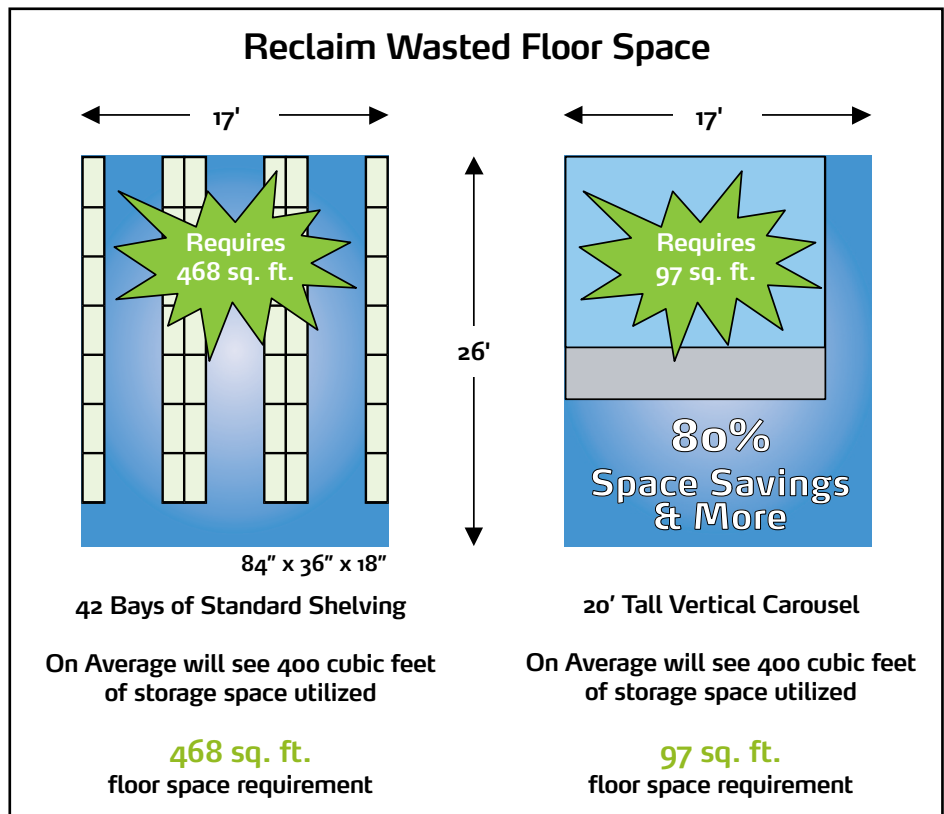 Reclaim Wasted Floor Space
17'
17'
Requires
468 sq. ft.
Requires
97 sq. ft.
26'
80%
Space Savings
& More
84" x 36" x 18"
42 Bays of Standard Shelving
On Average will see 400 cubic feet
of storage space utilized
468 sq. ft.
floor space requirement
20' Tall Vertical Carousel
On Average will see 400 cubic feet
of storage space utilized
97 sq. ft.
floor space requirement